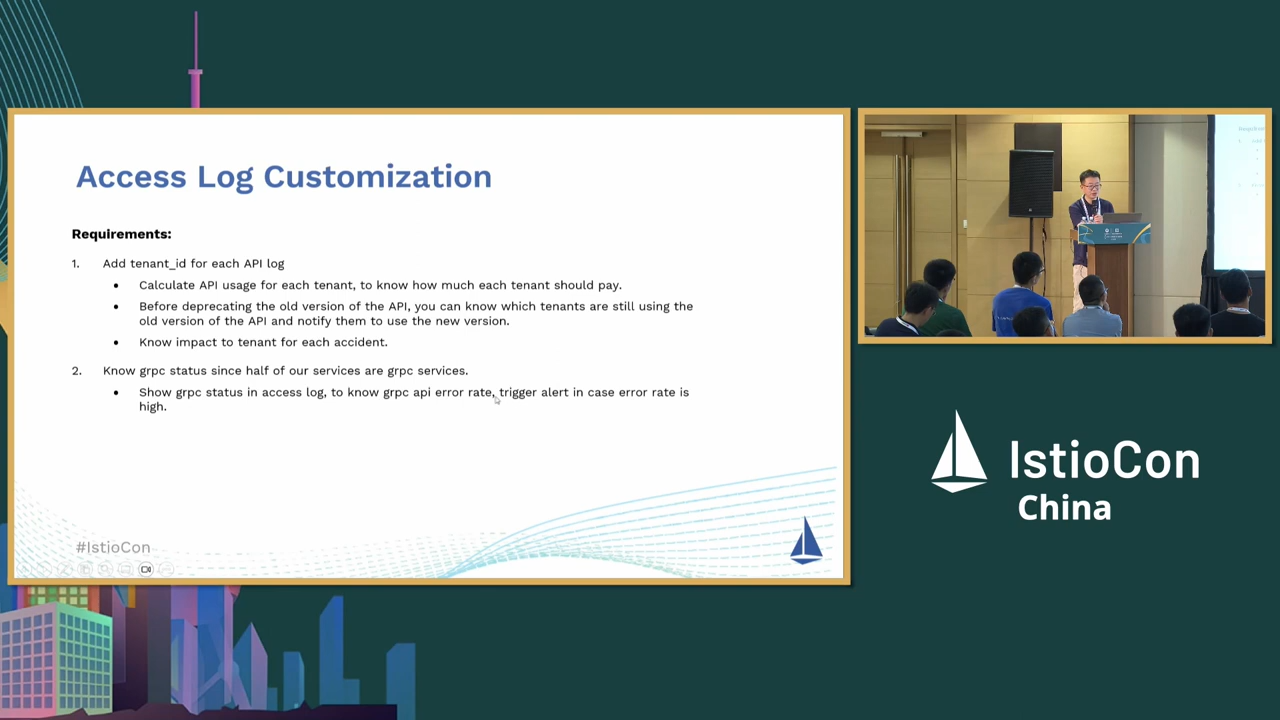 Access Log Customization
Requirements:
1. Add tenant_id for each API log
• Calculate API usage for each tenant, to know how much each tenant should pay.
• Before deprecating the old version of the API, you can know which tenants are still using the
old version of the API and notify them to use the new version.
• Know impact to tenant for each accident.
2. Know grpc status since half of our services are grpc services.
• Show grpc status in access log, to know grpc api error rate, trigger alert in case error rate is
high.
#IstioCon
IstioCon
China